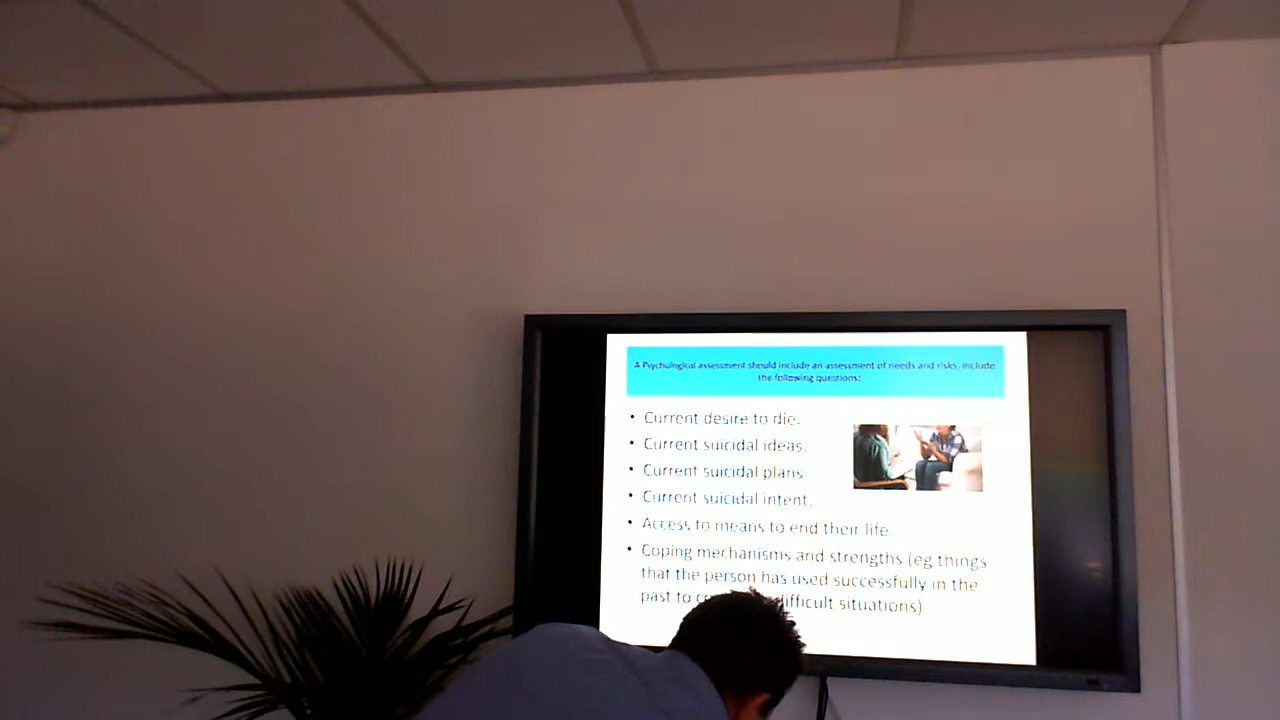 A Psychological assessment should include an assessment of needs and risks, include
the following questions:
• Current desire to die.
• Current suicidal ideas.
• Current suicidal plans
• Current suicidal intent.
• Access to means to end their life.
• Coping mechanisms and strengths (eg things
that the person has used successfully in the
past to difficult situations)